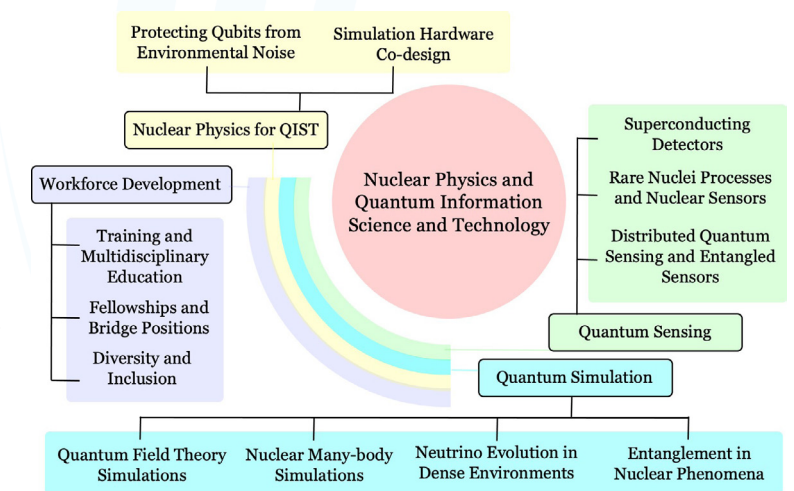 Protecting Qubits from
Environmental Noise
Simulation Hardware
Co-design
Nuclear Physics for QIST
Workforce Development
Training and
Multidisciplinary
Education
Fellowships and
Bridge Positions
Diversity and
Inclusion
Nuclear Physics and
Quantum Information
Science and Technology
Superconducting
Detectors
Rare Nuclei Processes
and Nuclear Sensors
Distributed Quantum
Sensing and Entangled
Sensors
Quantum Sensing
Quantum Simulation
Quantum Field Theory
Simulations
Nuclear Many-body
Simulations
Neutrino Evolution in
Dense Environments
Entanglement in
Nuclear Phenomena